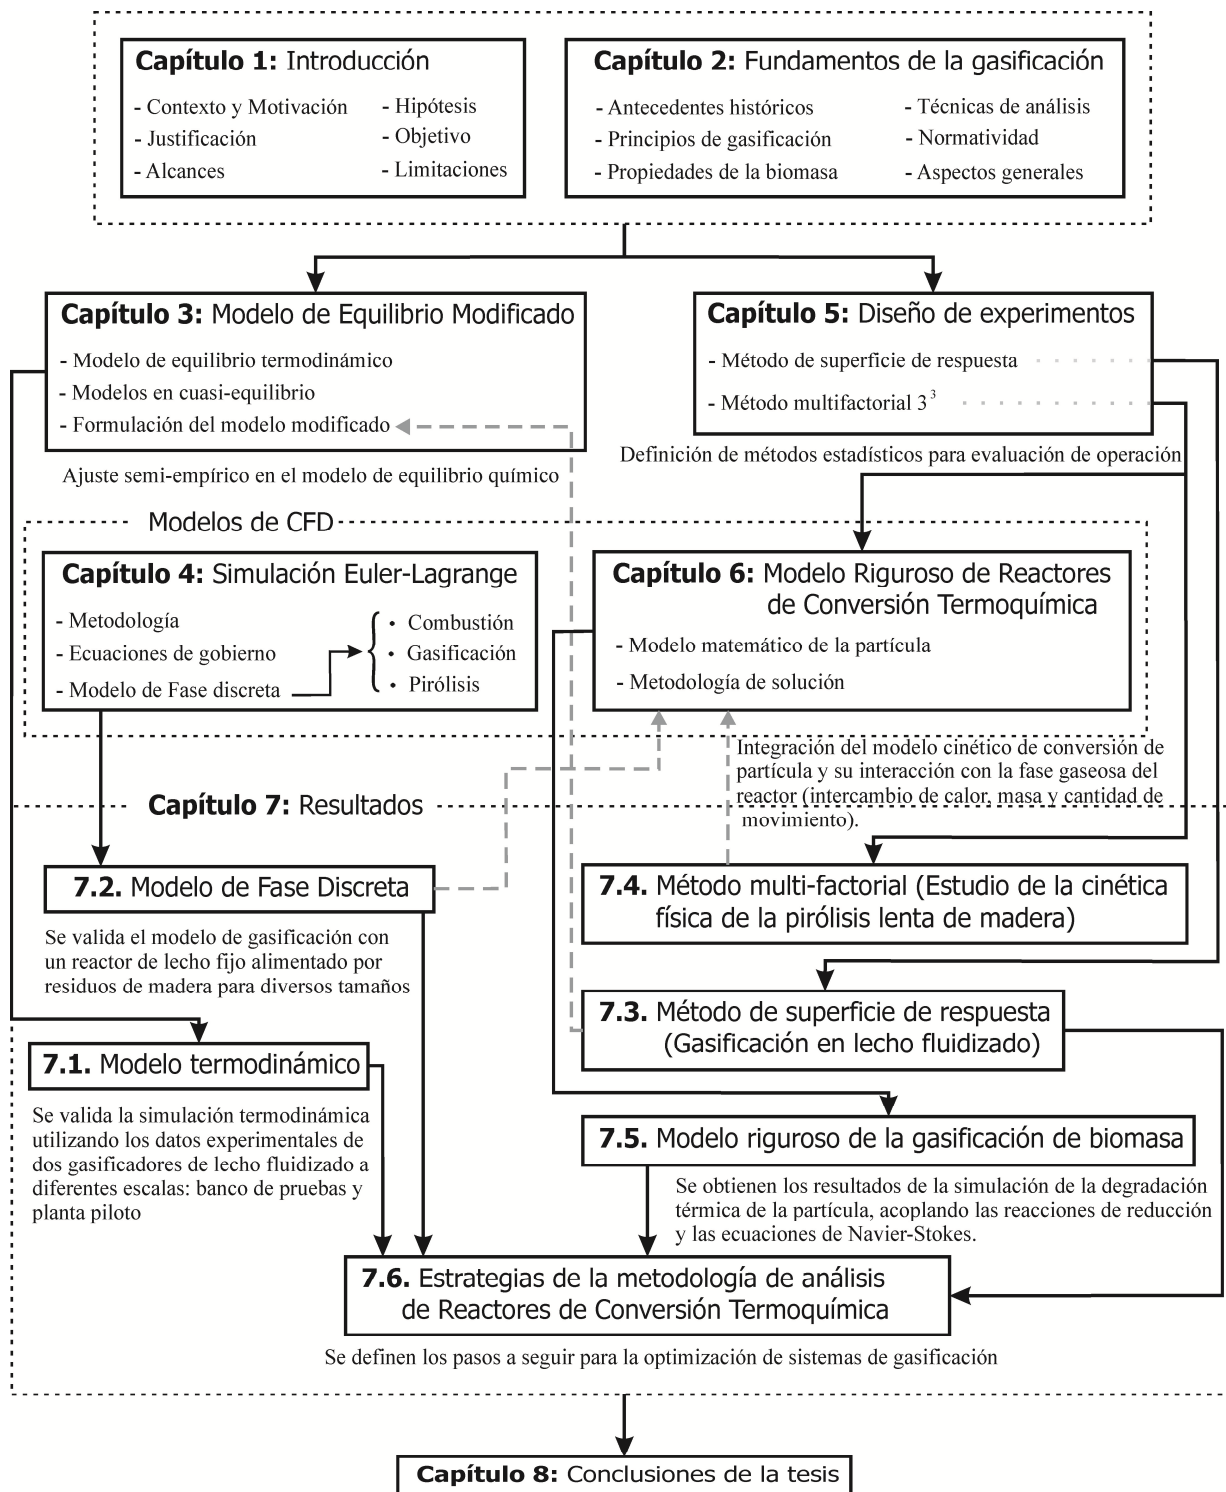 Capítulo 1: Introducción
- Contexto y Motivación
- Justificación
- Alcances
- Hipótesis
- Objetivo
- Limitaciones
Capítulo 2: Fundamentos de la gasificación
- Antecedentes históricos
- Principios de gasificación
- Propiedades de la biomasa
- Técnicas de análisis
- Normatividad
- Aspectos generales
Capítulo 3: Modelo de Equilibrio Modificado
- Modelo de equilibrio termodinámico
- Modelos en cuasi-equilibrio
- Formulación del modelo modificado
Ajuste semi-empírico en el modelo de equilibrio químico
Capítulo 5: Diseño de experimentos
- Método de superficie de respuesta
- Método multifactorial 3³
Definición de métodos estadísticos para evaluación de operación
Modelos de CFD
Capítulo 4: Simulación Euler-Lagrange
- Metodología
- Ecuaciones de gobierno
- Modelo de Fase discreta
• Combustión
• Gasificación
• Pirólisis
Capítulo 6: Modelo Riguroso de Reactores
de Conversión Termoquímica
- Modelo matemático de la partícula
- Metodología de solución
Integración del modelo cinético de conversión de
partícula y su interacción con la fase gaseosa del
reactor (intercambio de calor, masa y cantidad de
movimiento).
Capítulo 7: Resultados
7.2. Modelo de Fase Discreta
Se valida el modelo de gasificación con
un reactor de lecho fijo alimentado por
residuos de madera para diversos tamaños
7.4. Método multi-factorial (Estudio de la cinética
física de la pirólisis lenta de madera)
7.3. Método de superficie de respuesta
(Gasificación en lecho fluidizado)
7.1. Modelo termodinámico
Se valida la simulación termodinámica
utilizando los datos experimentales de
dos gasificadores de lecho fluidizado a
diferentes escalas: banco de pruebas y
planta piloto
7.5. Modelo riguroso de la gasificación de biomasa
Se obtienen los resultados de la simulación de la degradación
térmica de la partícula, acoplando las reacciones de reducción
y las ecuaciones de Navier-Stokes.
7.6. Estrategias de la metodología de análisis
de Reactores de Conversión Termoquímica
Se definen los pasos a seguir para la optimización de sistemas de gasificación
Capítulo 8: Conclusiones de la tesis